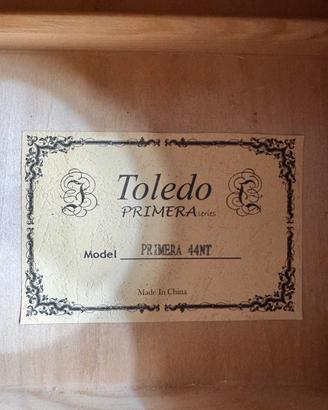 Toledo
PRIMERA series
Model PRIMERA 44NT
Made In China